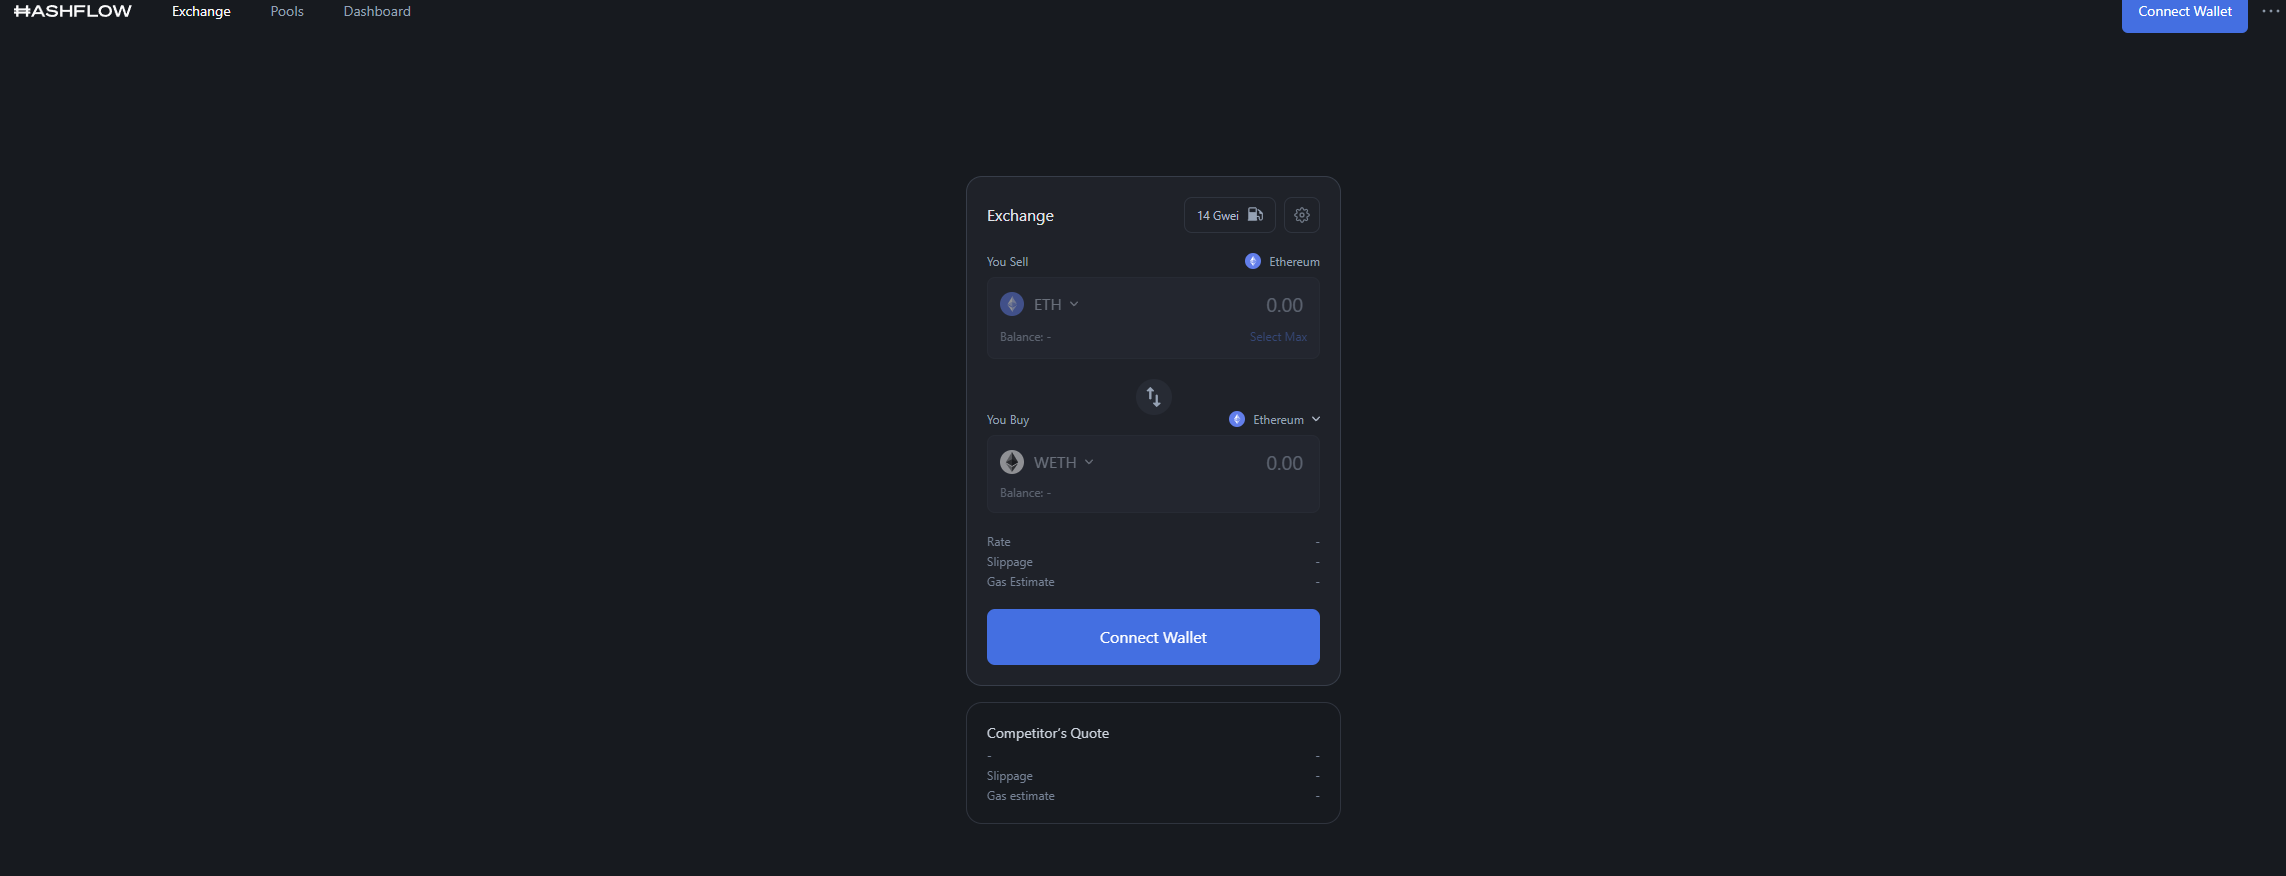 HASHFLOW Exchange Pools Dashboard Connect Wallet ...
Exchange 14 Gwei
You Sell Ethereum
ETH 0.00
Balance: - Select Max
You Buy Ethereum
WETH 0.00
Balance: -
Rate -
Slippage -
Gas Estimate -
Connect Wallet
Competitor's Quote
- -
Slippage -
Gas estimate -